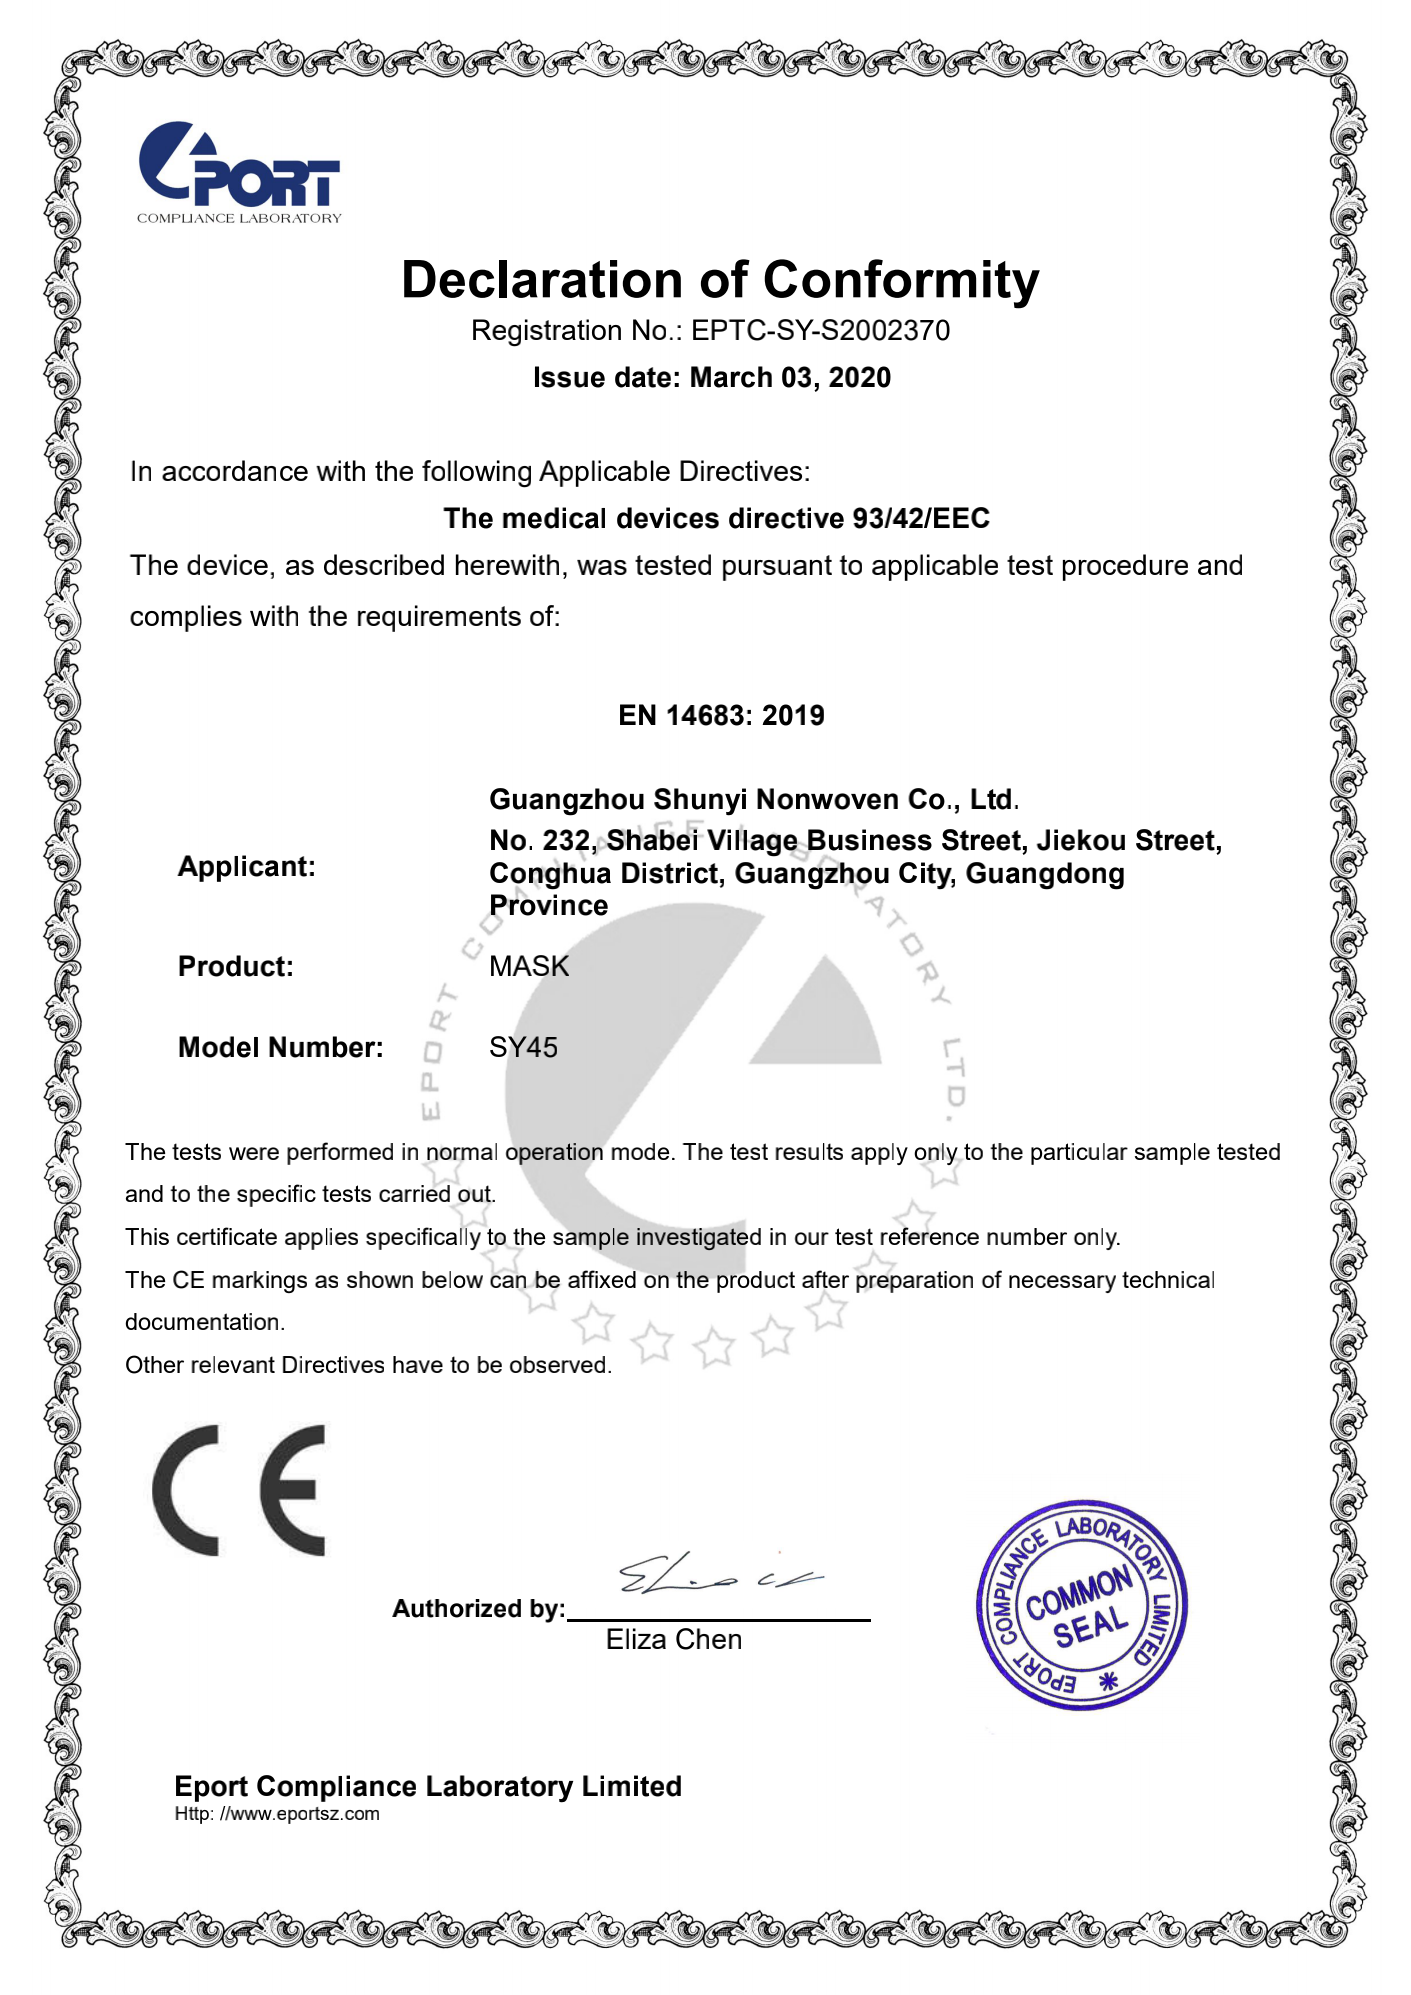 EPORT
COMPLIANCE LABORATORY
Declaration of Conformity
Registration No.: EPTC-SY-S2002370
Issue date: March 03, 2020
In accordance with the following Applicable Directives:
The medical devices directive 93/42/EEC
The device, as described herewith, was tested pursuant to applicable test procedure and
complies with the requirements of:
EN 14683: 2019
Guangzhou Shunyi Nonwoven Co., Ltd.
Applicant:
No. 232, Shabei Village Business Street, Jiekou Street,
Conghua District, Guangzhou City, Guangdong
Province
Product: MASK
Model Number: SY45
EPORT COMPLIANCE LABORATORY LTD.
The tests were performed in normal operation mode. The test results apply only to the particular sample tested
and to the specific tests carried out.
This certificate applies specifically to the sample investigated in our test reference number only.
The CE markings as shown below can be affixed on the product after preparation of necessary technical
documentation.
Other relevant Directives have to be observed.
CE
Authorized by:
Eliza Chen
EPORT COMPLIANCE LABORATORY LIMITED
COMMON
SEAL
Eport Compliance Laboratory Limited
Http: //www.eportsz.com